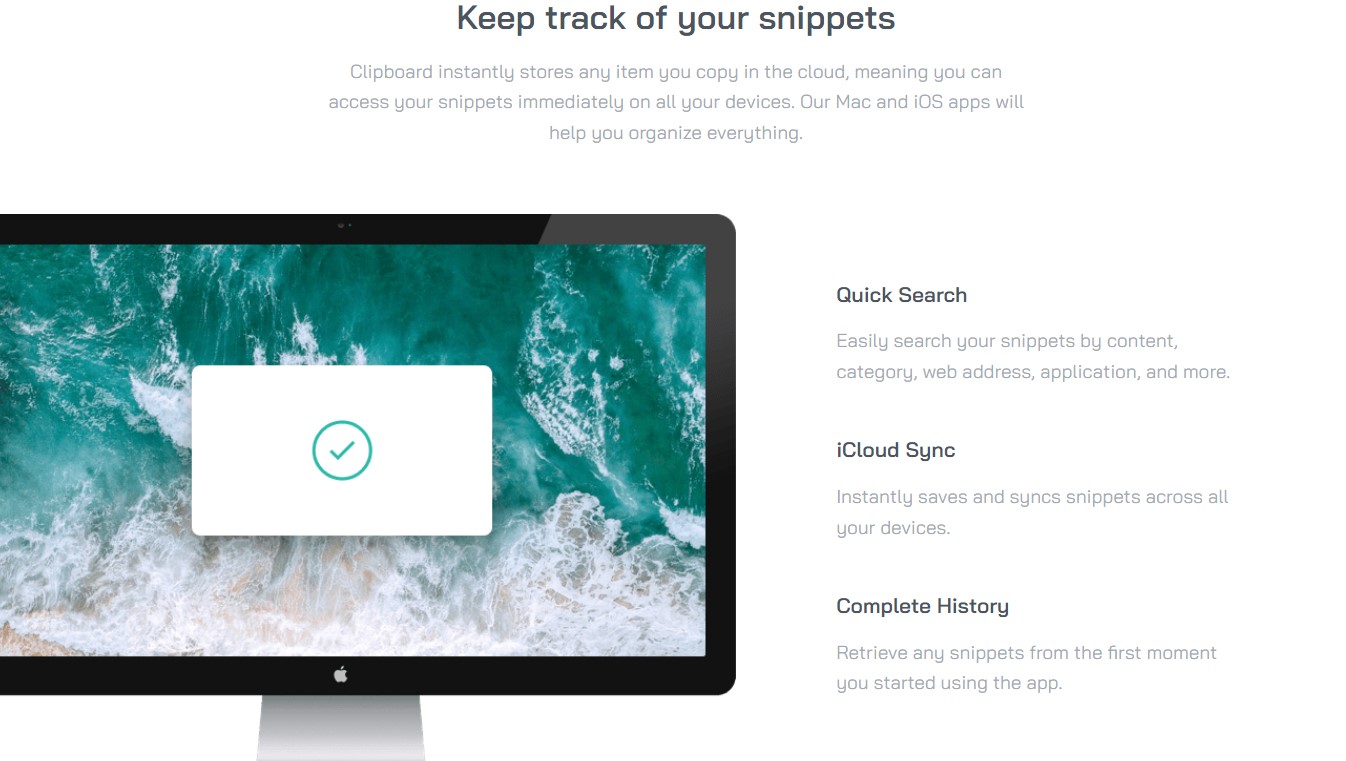 Keep track of your snippets
Clipboard instantly stores any item you copy in the cloud, meaning you can
access your snippets immediately on all your devices. Our Mac and iOS apps will
help you organize everything.
Quick Search
Easily search your snippets by content,
category, web address, application, and more.
iCloud Sync
Instantly saves and syncs snippets across all
your devices.
Complete History
Retrieve any snippets from the first moment
you started using the app.